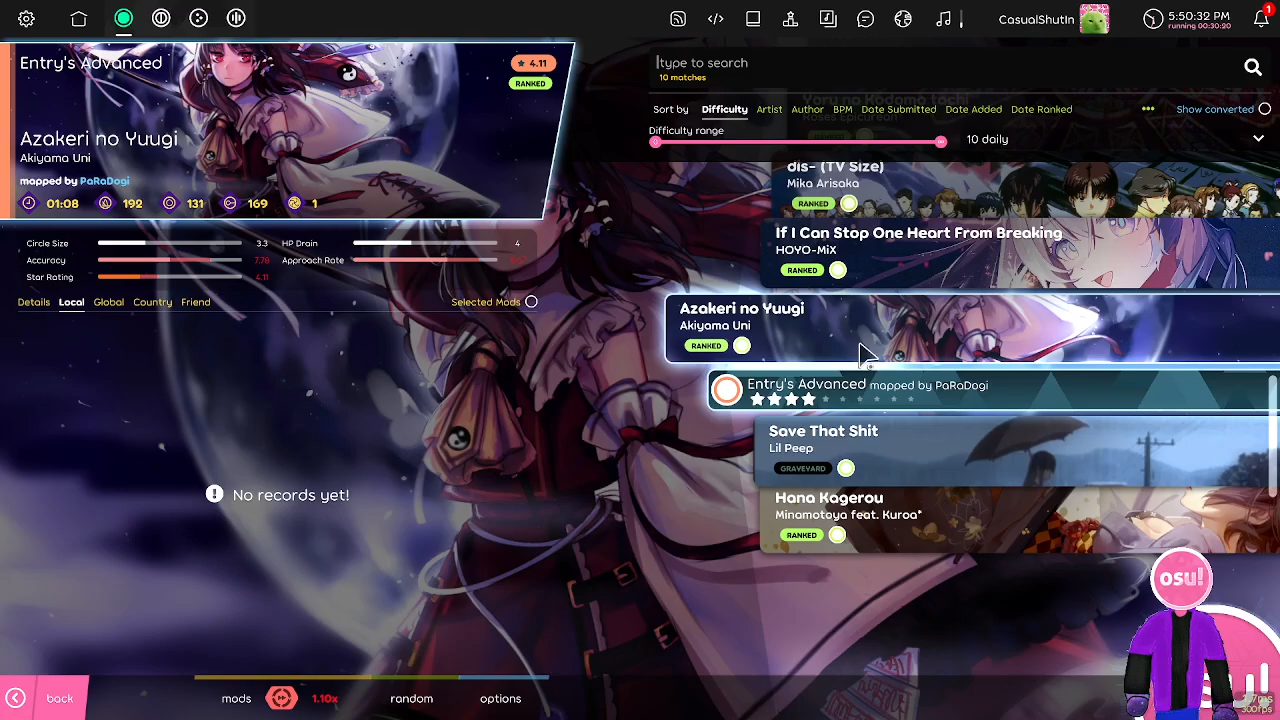 CasualShutIn
5:50:32 PM
running 00:30:20
1
Entry's Advanced
4.11
RANKED
Azakeri no Yuugi
Akiyama Uni
mapped by PaRaDogi
01:08 192 131 169 1
type to search
10 matches
Sort by Difficulty Artist Author BPM Date Submitted Date Added Date Ranked ••• Show converted
Difficulty range
0 ∞
10 daily
Circle Size 3.3 HP Drain 4
Accuracy 7.78 Approach Rate
Star Rating 4.11
Details Local Global Country Friend Selected Mods
No records yet!
dis- (TV Size)
Mika Arisaka
RANKED
If I Can Stop One Heart From Breaking
HOYO-MiX
RANKED
Azakeri no Yuugi
Akiyama Uni
RANKED
Entry's Advanced mapped by PaRaDogi
Save That Shit
Lil Peep
GRAVEYARD
Hana Kagerou
Minamotoya feat. Kuroa*
RANKED
osu!
back
mods 1.10x random options
300fps